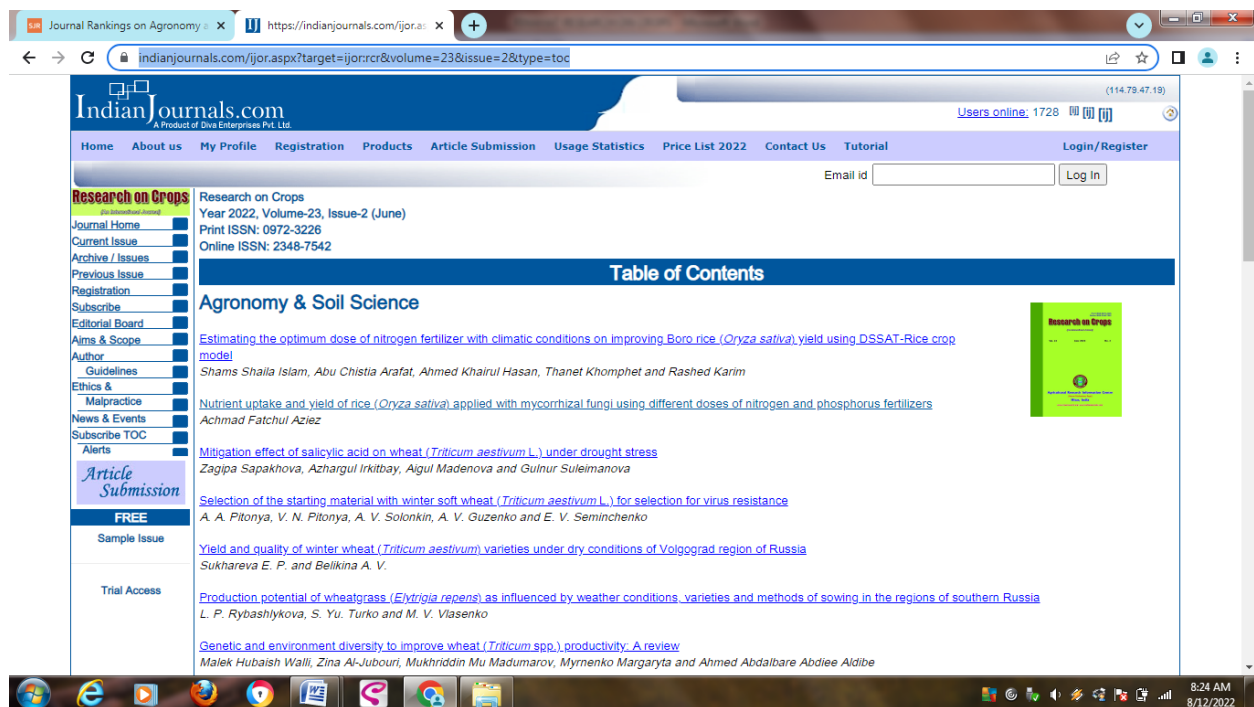 Journal Rankings on Agronomy a
https://indianjournals.com/ijor.as
indianjournals.com/ijor.aspx?target=ijor:rcr&volume=23&issue=2&type=toc
IndianJournals.com
A Product of Diva Enterprises Pvt. Ltd.
(114.79.47.19)
Users online: 1728 [ij] [ij] [ij]
Home About us My Profile Registration Products Article Submission Usage Statistics Price List 2022 Contact Us Tutorial Login/Register
Email id Log In
Research on Crops
(An International Journal)
Journal Home
Current Issue
Archive / Issues
Previous Issue
Registration
Subscribe
Editorial Board
Aims & Scope
Author
Guidelines
Ethics &
Malpractice
News & Events
Subscribe TOC
Alerts
Article
Submission
FREE
Sample Issue
Trial Access
Research on Crops
Year 2022, Volume-23, Issue-2 (June)
Print ISSN: 0972-3226
Online ISSN: 2348-7542
Table of Contents
Agronomy & Soil Science
Estimating the optimum dose of nitrogen fertilizer with climatic conditions on improving Boro rice (Oryza sativa) yield using DSSAT-Rice crop
model
Shams Shaila Islam, Abu Chistia Arafat, Ahmed Khairul Hasan, Thanet Khomphet and Rashed Karim
Nutrient uptake and yield of rice (Oryza sativa) applied with mycorrhizal fungi using different doses of nitrogen and phosphorus fertilizers
Achmad Fatchul Aziez
Mitigation effect of salicylic acid on wheat (Triticum aestivum L.) under drought stress
Zagipa Sapakhova, Azhargul Irkitbay, Aigul Madenova and Gulnur Suleimanova
Selection of the starting material with winter soft wheat (Triticum aestivum L.) for selection for virus resistance
A. A. Pitonya, V. N. Pitonya, A. V. Solonkin, A. V. Guzenko and E. V. Seminchenko
Yield and quality of winter wheat (Triticum aestivum) varieties under dry conditions of Volgograd region of Russia
Sukhareva E. P. and Belikina A. V.
Production potential of wheatgrass (Elytrigia repens) as influenced by weather conditions, varieties and methods of sowing in the regions of southern Russia
L. P. Rybashlykova, S. Yu. Turko and M. V. Vlasenko
Genetic and environment diversity to improve wheat (Triticum spp.) productivity: A review
Malek Hubaish Walli, Zina Al-Jubouri, Mukhriddin Mu Madumarov, Myrnenko Margaryta and Ahmed Abdalbare Abdiee Aldibe
Research on Crops
8:24 AM
8/12/2022